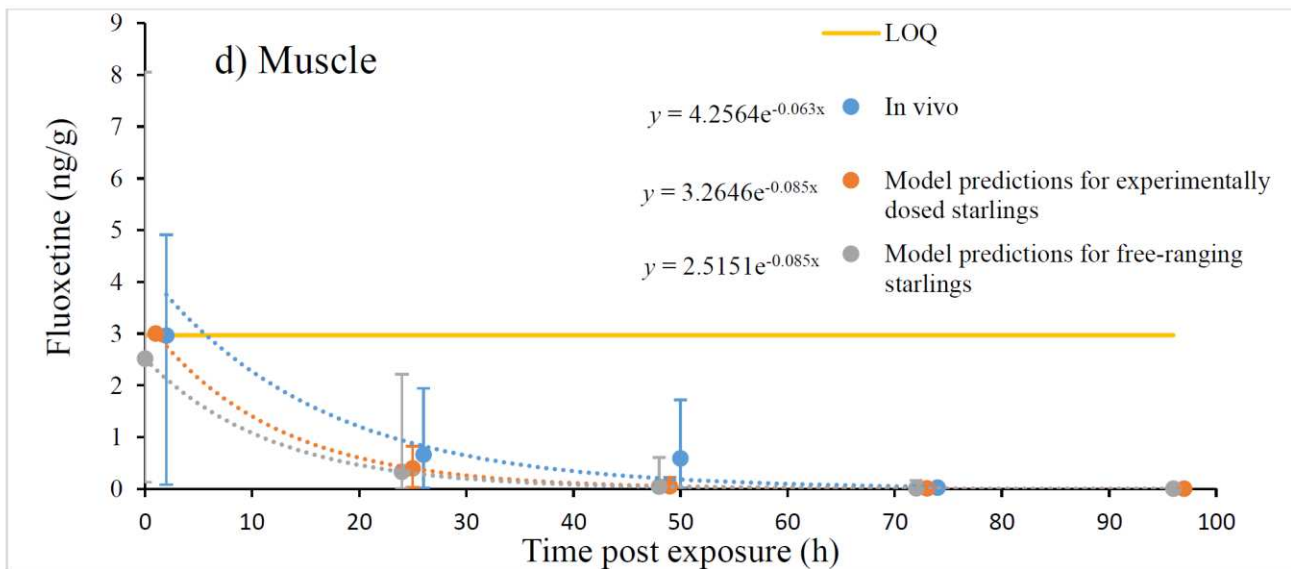 d) Muscle
LOQ
y = 4.2564e-0.063x
In vivo
y = 3.2646e-0.085x
Model predictions for experimentally
dosed starlings
y = 2.5151e-0.085x
Model predictions for free-ranging
starlings
Fluoxetine (ng/g)
9
8
7
6
5
4
3
2
1
0
0 10 20 30 40 50 60 70 80 90 100
Time post exposure (h)